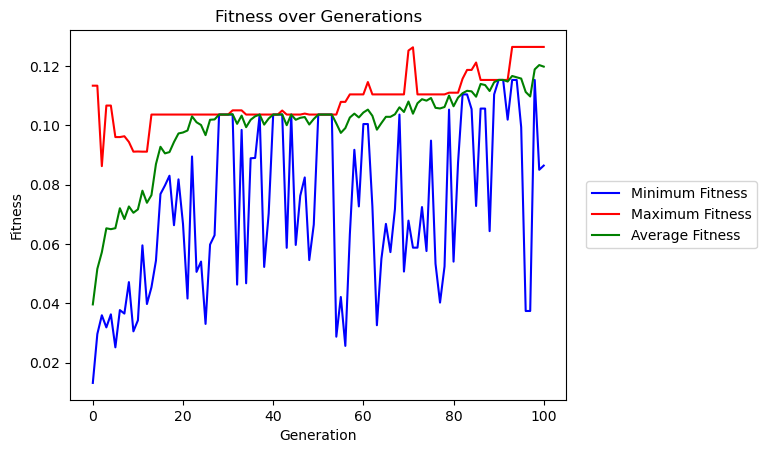 Fitness over Generations
Fitness
0.12
0.10
0.08
0.06
0.04
0.02
0
20
40
60
80
100
Generation
Minimum Fitness
Maximum Fitness
Average Fitness